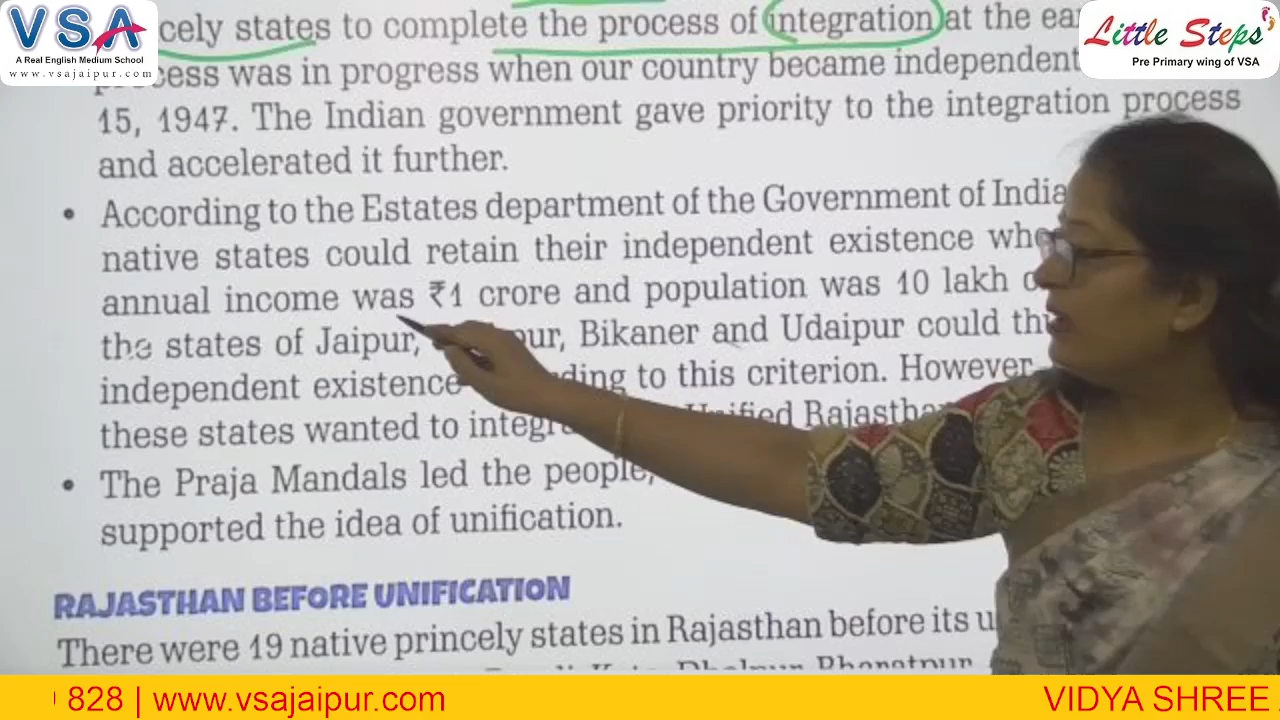 VSA
A Real English Medium School
www.vsajaipur.com
Little Steps
Pre Primary wing of VSA
cely states to complete the process of integration at the
cess was in progress when our country became independent
15, 1947. The Indian government gave priority to the integration process
and accelerated it further.
• According to the Estates department of the Government of India
native states could retain their independent existence
annual income was ₹1 crore and population was 10 lakh
the states of Jaipur, pur, Bikaner and Udaipur could
independent existence ding to this criterion. However
these states wanted to Unified
• The Praja Mandals led the people,
supported the idea of unification.
RAJASTHAN BEFORE UNIFICATION
There were 19 native princely states in Rajasthan before its
828 | www.vsajaipur.com
VIDYA SHREE